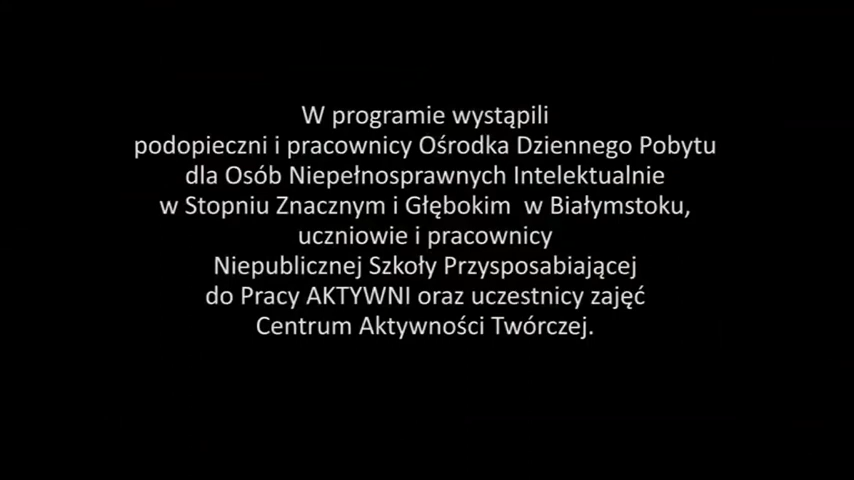 W programie wystąpili
podopieczni i pracownicy Ośrodka Dziennego Pobytu
dla Osób Niepełnosprawnych Intelektualnie
w Stopniu Znacznym i Głębokim w Białymstoku,
uczniowie i pracownicy
Niepublicznej Szkoły Przysposabiającej
do Pracy AKTYWNI oraz uczestnicy zajęć
Centrum Aktywności Twórczej.